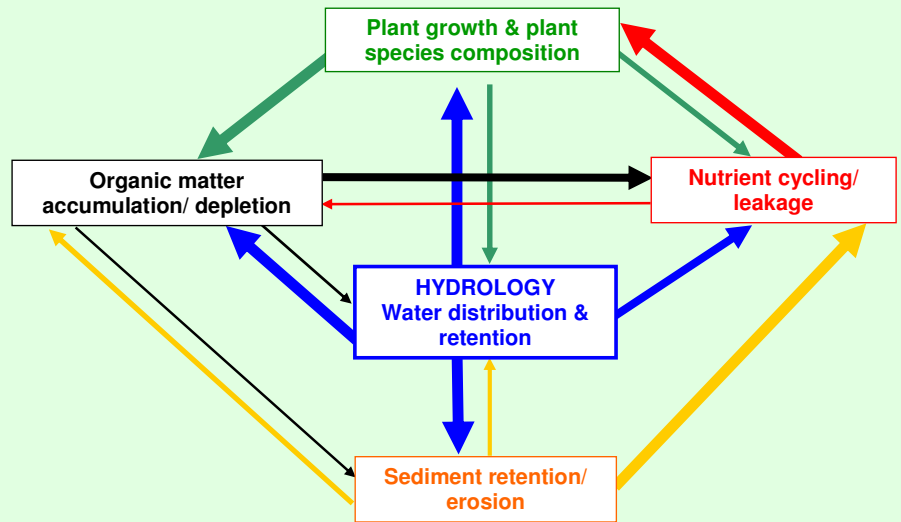 Plant growth & plant
species composition
Organic matter
accumulation/ depletion
Nutrient cycling/
leakage
HYDROLOGY
Water distribution &
retention
Sediment retention/
erosion